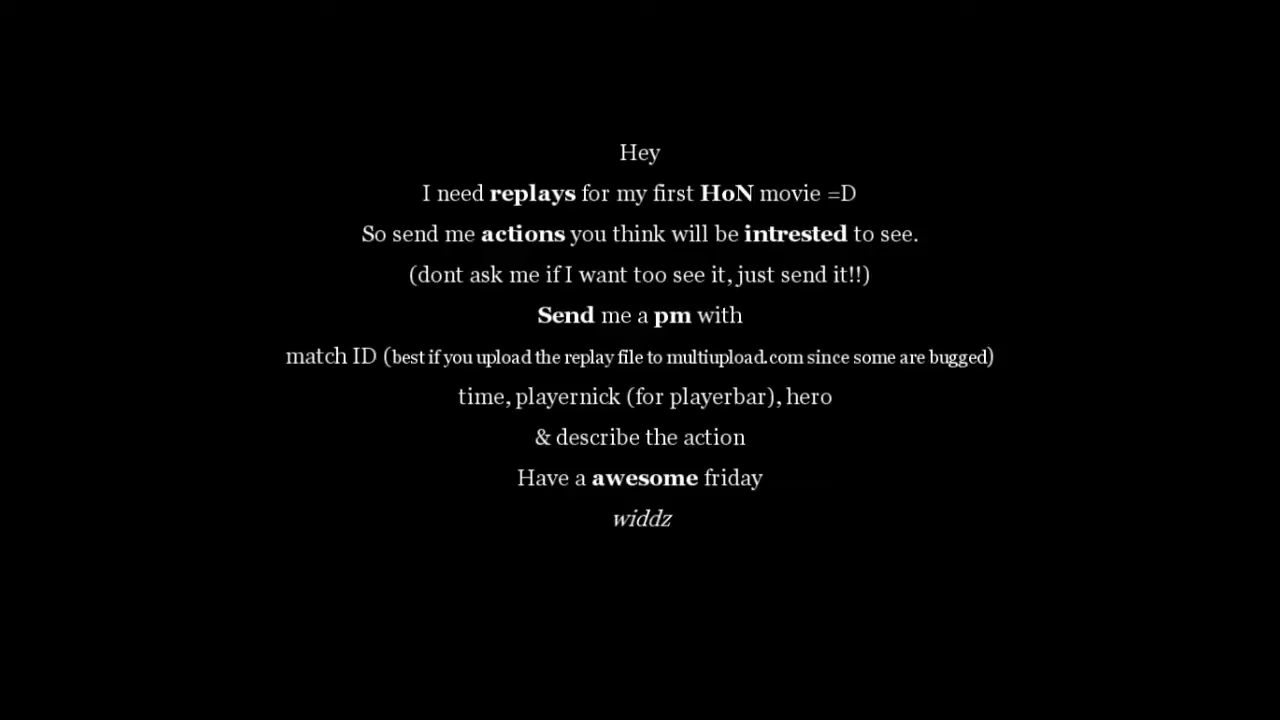 Hey
I need replays for my first HoN movie =D
So send me actions you think will be intrested to see.
(dont ask me if I want too see it, just send it!!)
Send me a pm with
match ID (best if you upload the replay file to multiupload.com since some are bugged)
time, playernick (for playerbar), hero
& describe the action
Have a awesome friday
widdz